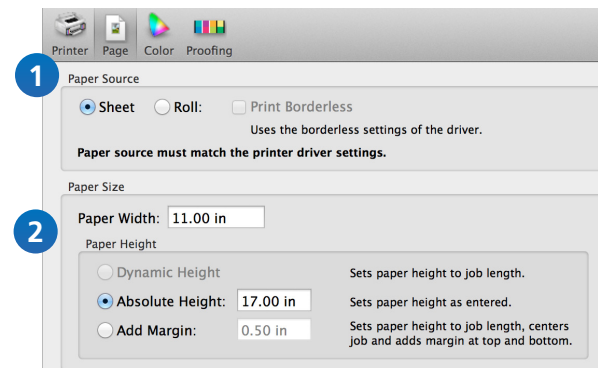 Printer Page Color Proofing
1
Paper Source
Sheet Roll: Print Borderless
Uses the borderless settings of the driver.
Paper source must match the printer driver settings.
Paper Size
2
Paper Width: 11.00 in
Paper Height
Dynamic Height Sets paper height to job length.
Absolute Height: 17.00 in Sets paper height as entered.
Add Margin: 0.50 in Sets paper height to job length, centers
job and adds margin at top and bottom.